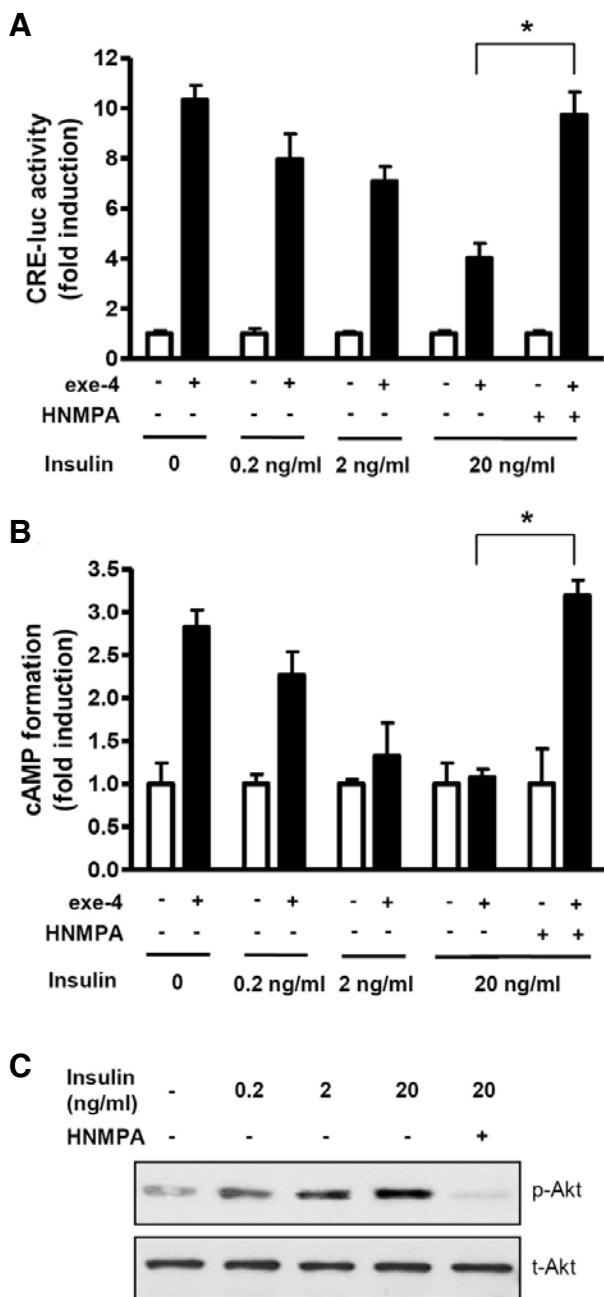 A
CRE-luc activity
(fold induction)
12
10
8
6
4
2
0
*
exe-4 - + - + - + - + - +
HNMPA - - - - - - - - + +
Insulin 0 0.2 ng/ml 2 ng/ml 20 ng/ml
B
cAMP formation
(fold induction)
3.5
3.0
2.5
2.0
1.5
1.0
0.5
0.0
*
exe-4 - + - + - + - + - +
HNMPA - - - - - - - - + +
Insulin 0 0.2 ng/ml 2 ng/ml 20 ng/ml
C
Insulin
(ng/ml) - 0.2 2 20 20
HNMPA - - - - +
p-Akt
t-Akt